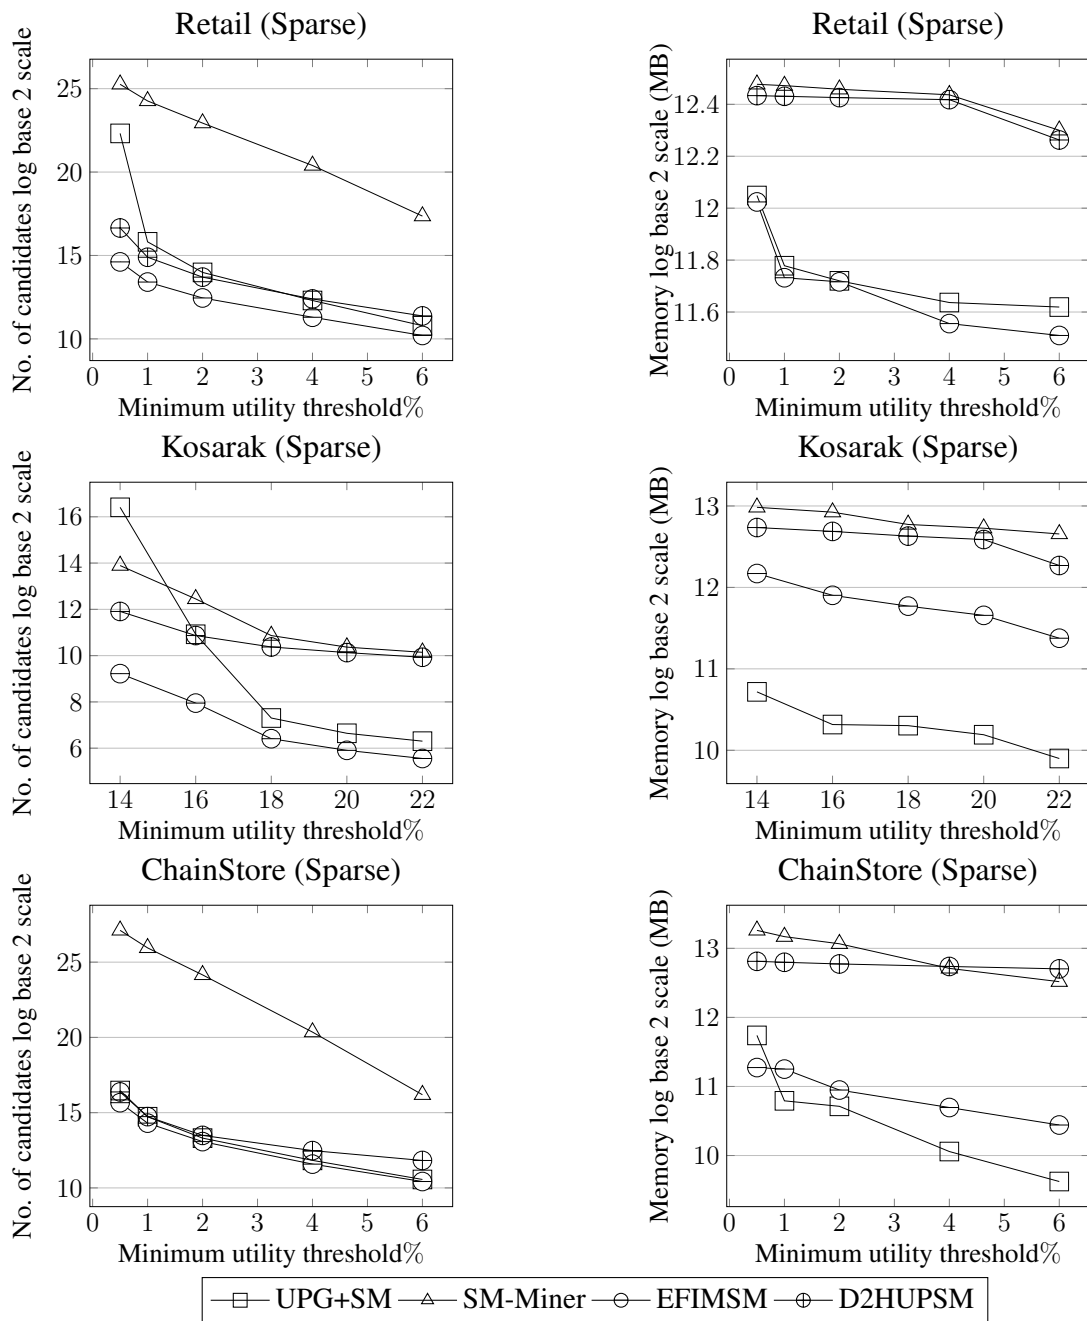 Retail (Sparse)
No. of candidates log base 2 scale
25
20
15
10
0 1 2 3 4 5 6
Minimum utility threshold%
Retail (Sparse)
Memory log base 2 scale (MB)
12.4
12.2
12
11.8
11.6
0 1 2 3 4 5 6
Minimum utility threshold%
Kosarak (Sparse)
No. of candidates log base 2 scale
16
14
12
10
8
6
14 16 18 20 22
Minimum utility threshold%
Kosarak (Sparse)
Memory log base 2 scale (MB)
13
12
11
10
14 16 18 20 22
Minimum utility threshold%
ChainStore (Sparse)
No. of candidates log base 2 scale
25
20
15
10
0 1 2 3 4 5 6
Minimum utility threshold%
ChainStore (Sparse)
Memory log base 2 scale (MB)
13
12
11
10
0 1 2 3 4 5 6
Minimum utility threshold%
UPG+SM SM-Miner EFIMSM D2HUPSM